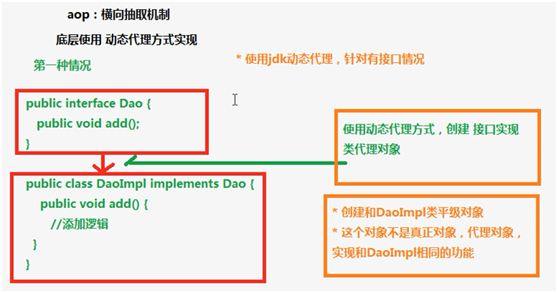 aop：横向抽取机制
底层使用 动态代理方式实现
第一种情况
* 使用jdk动态代理，针对有接口情况
public interface Dao {
public void add();
}
使用动态代理方式，创建 接口实现
类代理对象
public class DaoImpl implements Dao {
public void add() {
//添加逻辑
}
}
* 创建和DaoImpl类平级对象
* 这个对象不是真正对象，代理对象，
实现和DaoImpl相同的功能